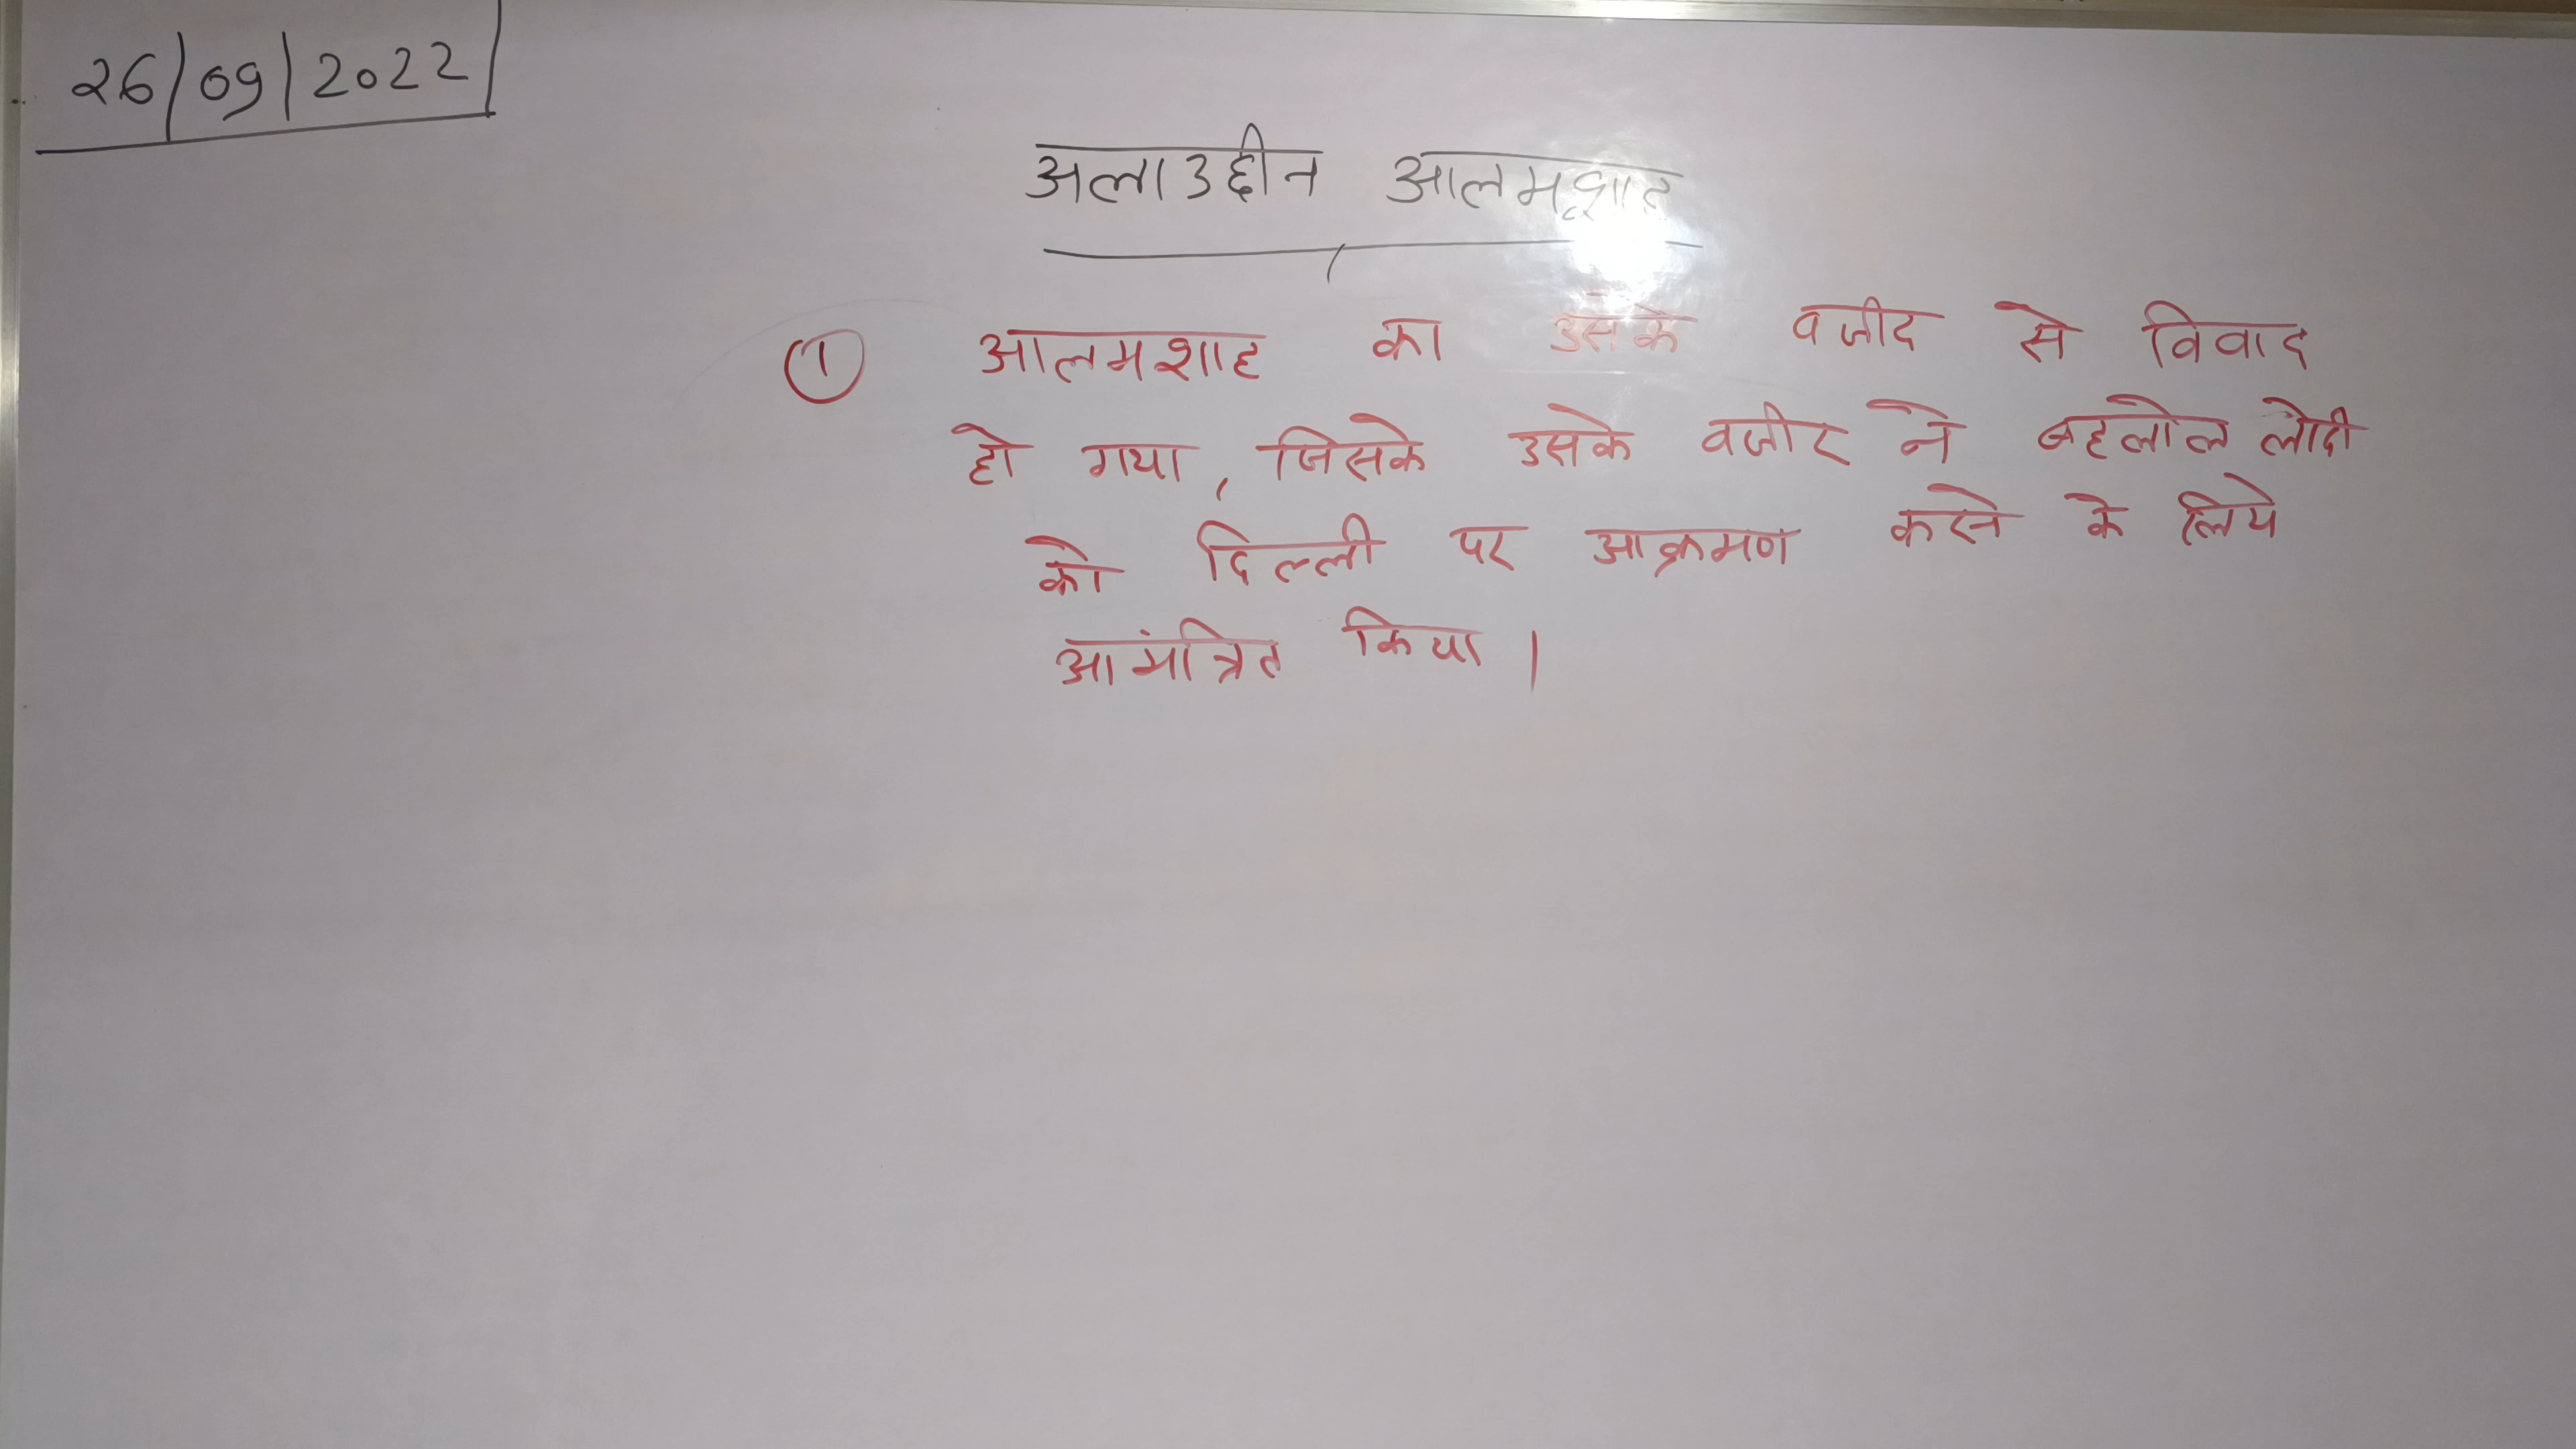 26/09/2022
अलाउद्दीन आलमशाह
① आलमशाह का उसके वजीद से विवाद
हो गया, जिसके उसके वजीर ने बहलोल लोदी
को दिल्ली पर आक्रमण करने के लिये
आमंत्रित किया।